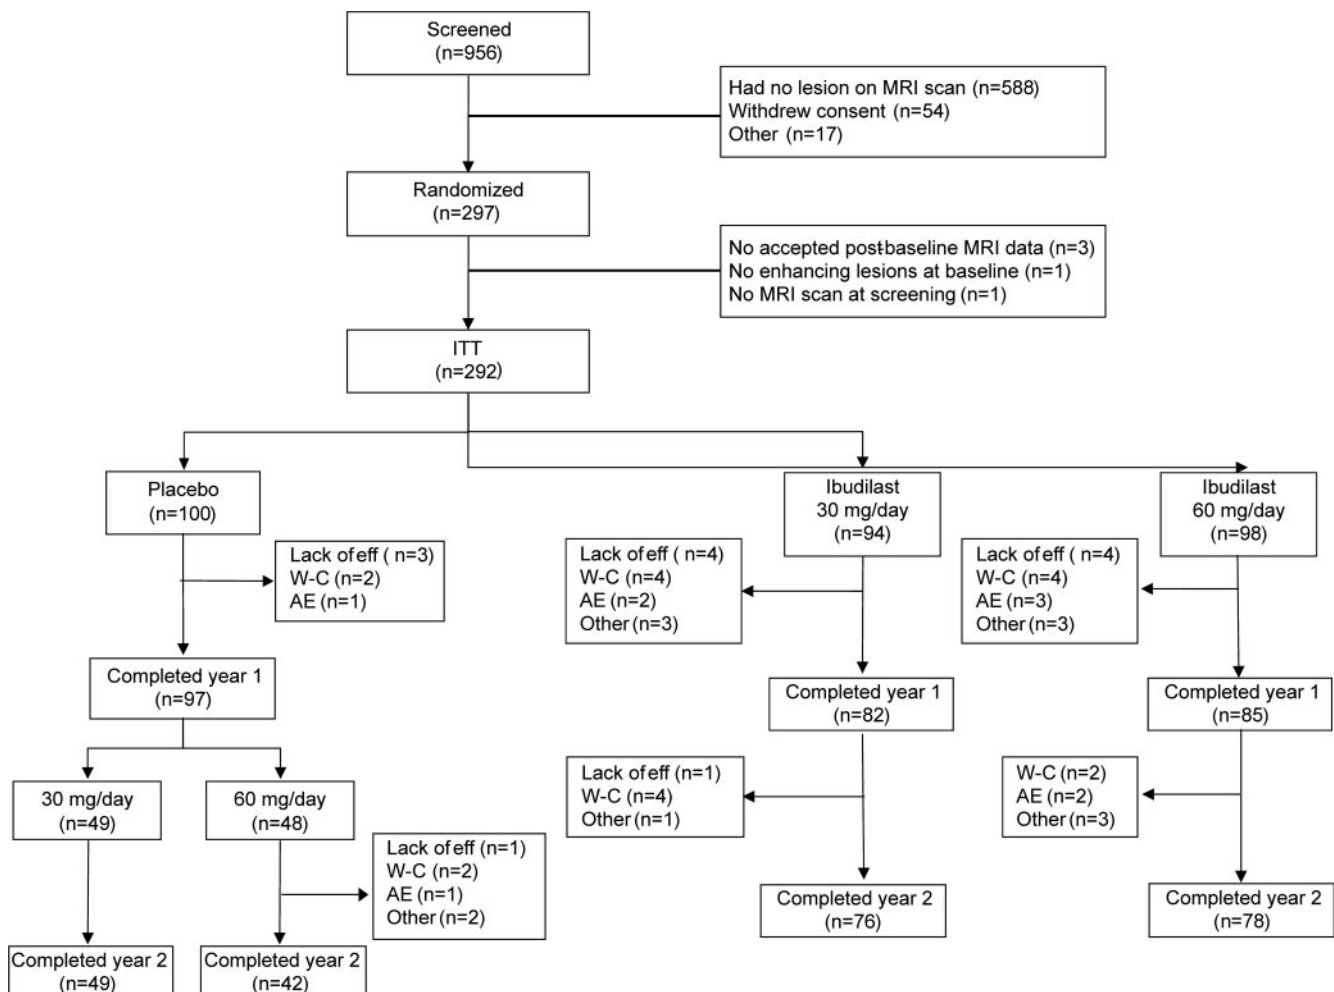 Screened
(n=956)
Had no lesion on MRI scan (n=588)
Withdrew consent (n=54)
Other (n=17)
Randomized
(n=297)
No accepted post-baseline MRI data (n=3)
No enhancing lesions at baseline (n=1)
No MRI scan at screening (n=1)
ITT
(n=292)
Placebo
(n=100)
Ibudilast
30 mg/day
(n=94)
Ibudilast
60 mg/day
(n=98)
Lack of eff ( n=3)
W-C (n=2)
AE (n=1)
Lack of eff ( n=4)
W-C (n=4)
AE (n=2)
Other (n=3)
Lack of eff ( n=4)
W-C (n=4)
AE (n=3)
Other (n=3)
Completed year 1
(n=97)
Completed year 1
(n=82)
Completed year 1
(n=85)
30 mg/day
(n=49)
60 mg/day
(n=48)
Lack of eff (n=1)
W-C (n=4)
Other (n=1)
W-C (n=2)
AE (n=2)
Other (n=3)
Lack of eff (n=1)
W-C (n=2)
AE (n=1)
Other (n=2)
Completed year 2
(n=49)
Completed year 2
(n=42)
Completed year 2
(n=76)
Completed year 2
(n=78)